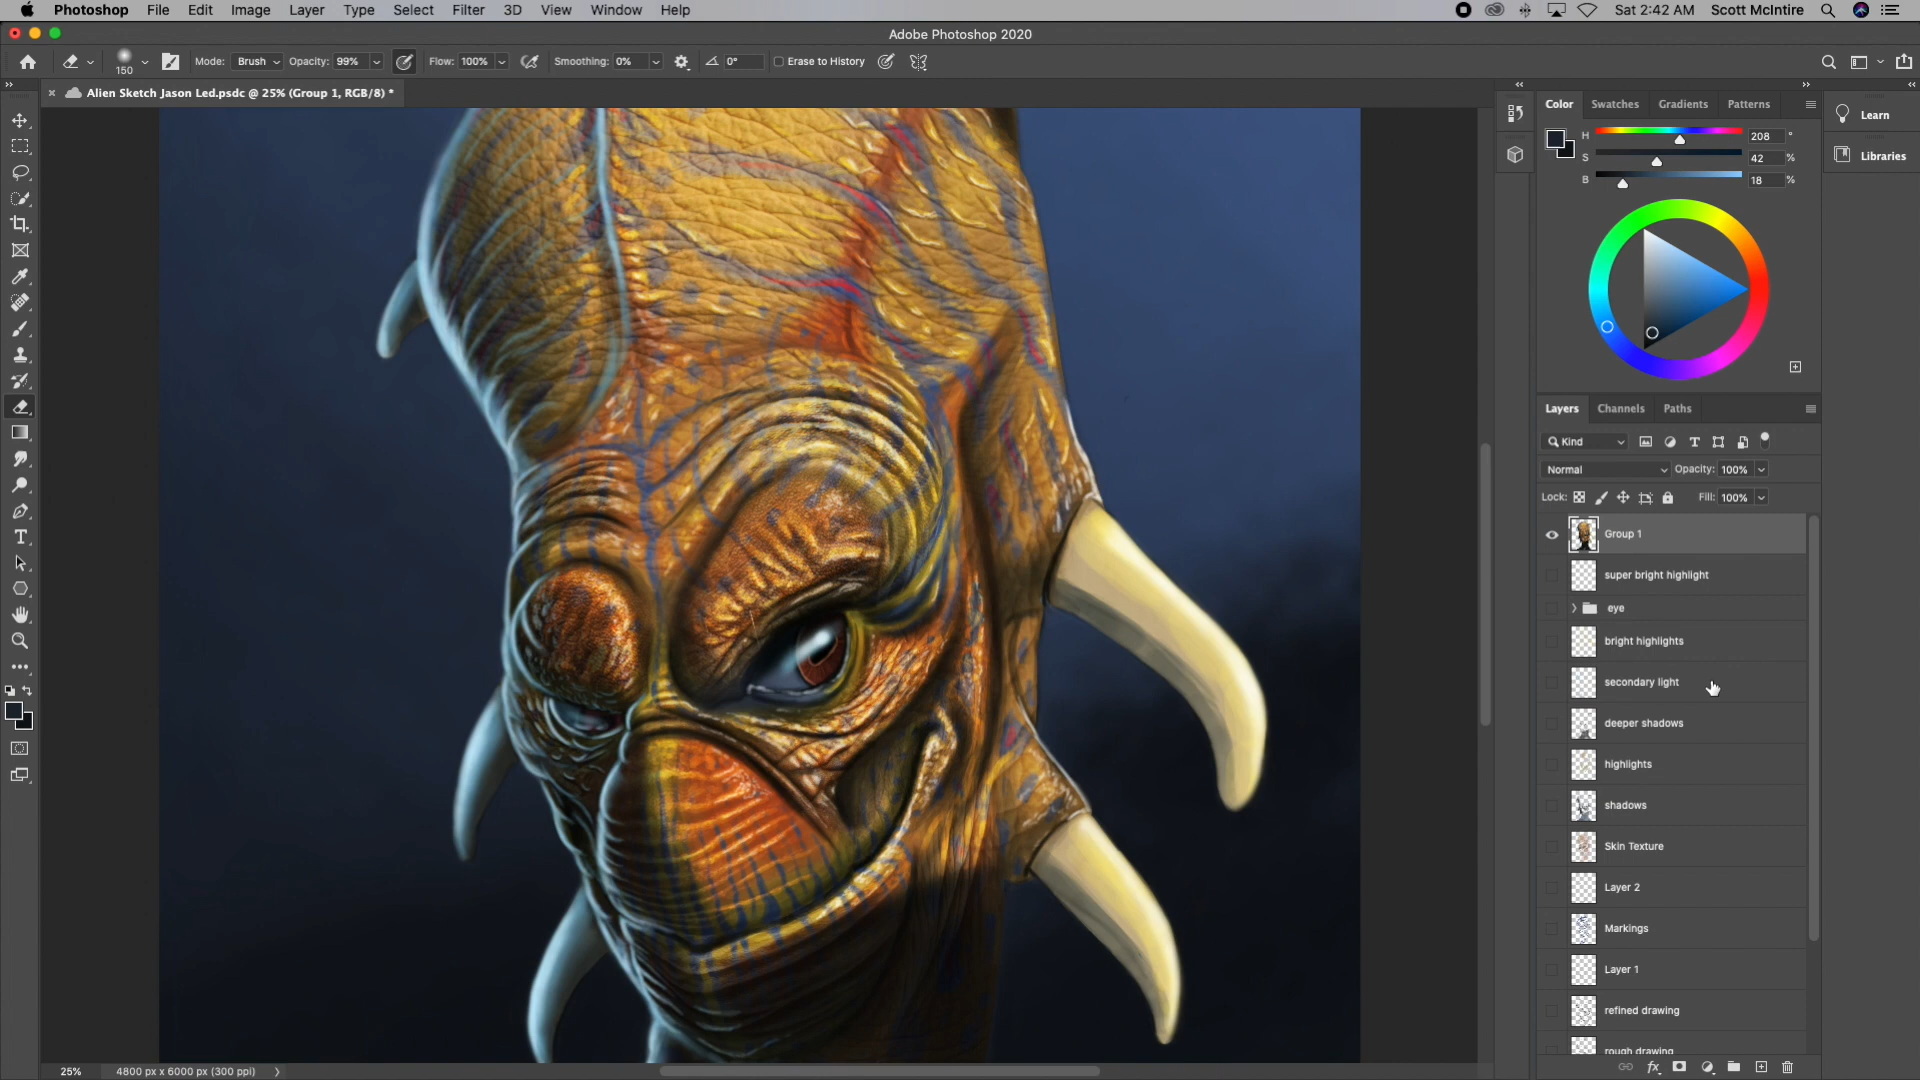 Photoshop File Edit Image Layer Type Select Filter 3D View Window Help Sat 2:42 AM Scott McIntire
Adobe Photoshop 2020
150 Mode: Brush Opacity: 99% Flow: 100% Smoothing: 0% 0° Erase to History
Alien Sketch Jason Led.psdc @ 25% (Group 1, RGB/8) *
Color Swatches Gradients Patterns
Learn
Libraries
H 208 °
S 42 %
B 18 %
Layers Channels Paths
Kind
Normal Opacity: 100%
Lock: Fill: 100%
Group 1
super bright highlight
eye
bright highlights
secondary light
deeper shadows
highlights
shadows
Skin Texture
Layer 2
Markings
Layer 1
refined drawing
rough drawing
25% 4800 px x 6000 px (300 ppi)
fx